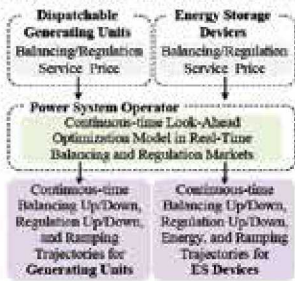 Dispatchable
Generating Units
Balancing/Regulation
Service Price
Energy Storage
Devices
Balancing/Regulation
Service Price
Power System Operator
Continuous-time Look-Ahead
Optimization Model in Real-Time
Balancing and Regulation Markets
Continuous-time
Balancing Up/Down,
Regulation Up/Down,
and Ramping
Trajectories for
Generating Units
Continuous-time
Balancing Up/Down,
Regulation Up/Down,
Energy, and Ramping
Trajectories for
ES Devices